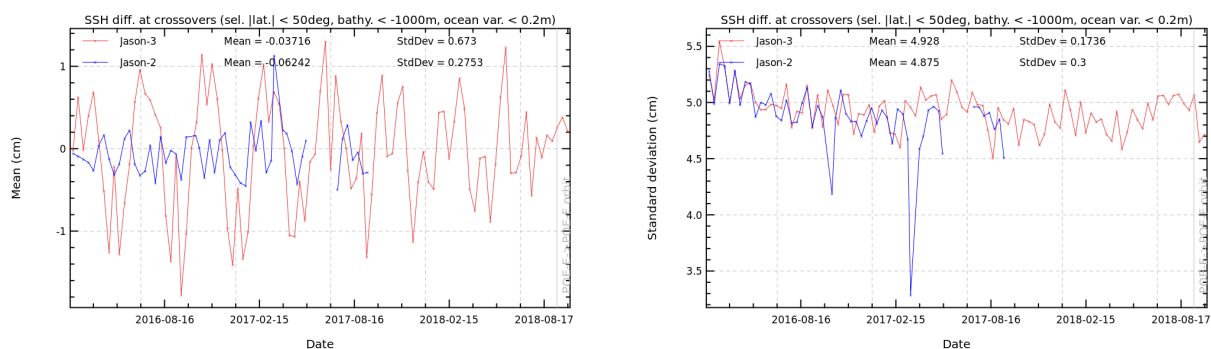 SSH diff. at crossovers (sel. |lat.| < 50deg, bathy. < -1000m, ocean var. < 0.2m)
Jason-3 Mean = -0.03716 StdDev = 0.673
Jason-2 Mean = -0.06242 StdDev = 0.2753
1
0
-1
Mean (cm)
2016-08-16 2017-02-15 2017-08-16 2018-02-15 2018-08-17
Date
SSH diff. at crossovers (sel. |lat.| < 50deg, bathy. < -1000m, ocean var. < 0.2m)
Jason-3 Mean = 4.928 StdDev = 0.1736
Jason-2 Mean = 4.875 StdDev = 0.3
5.5
5.0
4.5
4.0
3.5
Standard deviation (cm)
2016-08-16 2017-02-15 2017-08-16 2018-02-15 2018-08-17
Date